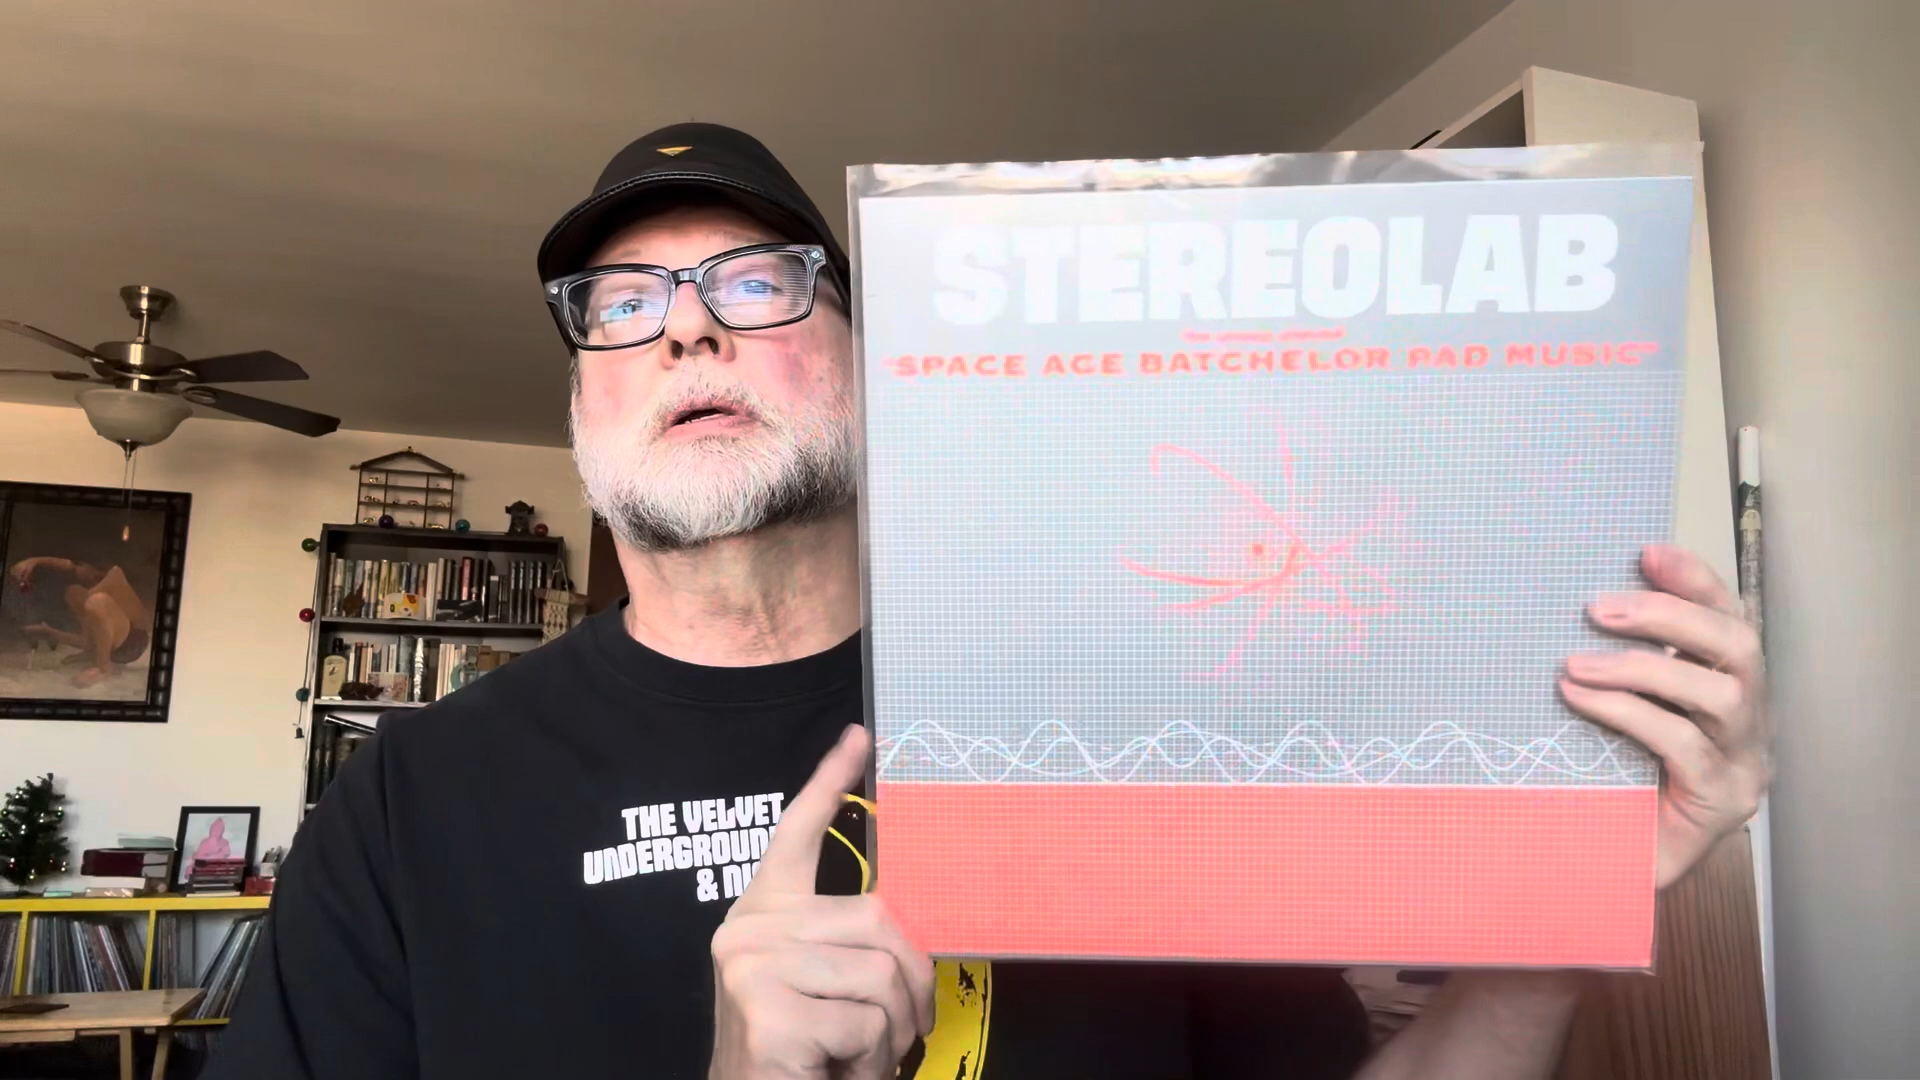 STEREOLAB
"SPACE AGE BATCHELOR PAD MUSIC"
THE VELVET
UNDERGROUND
& NI